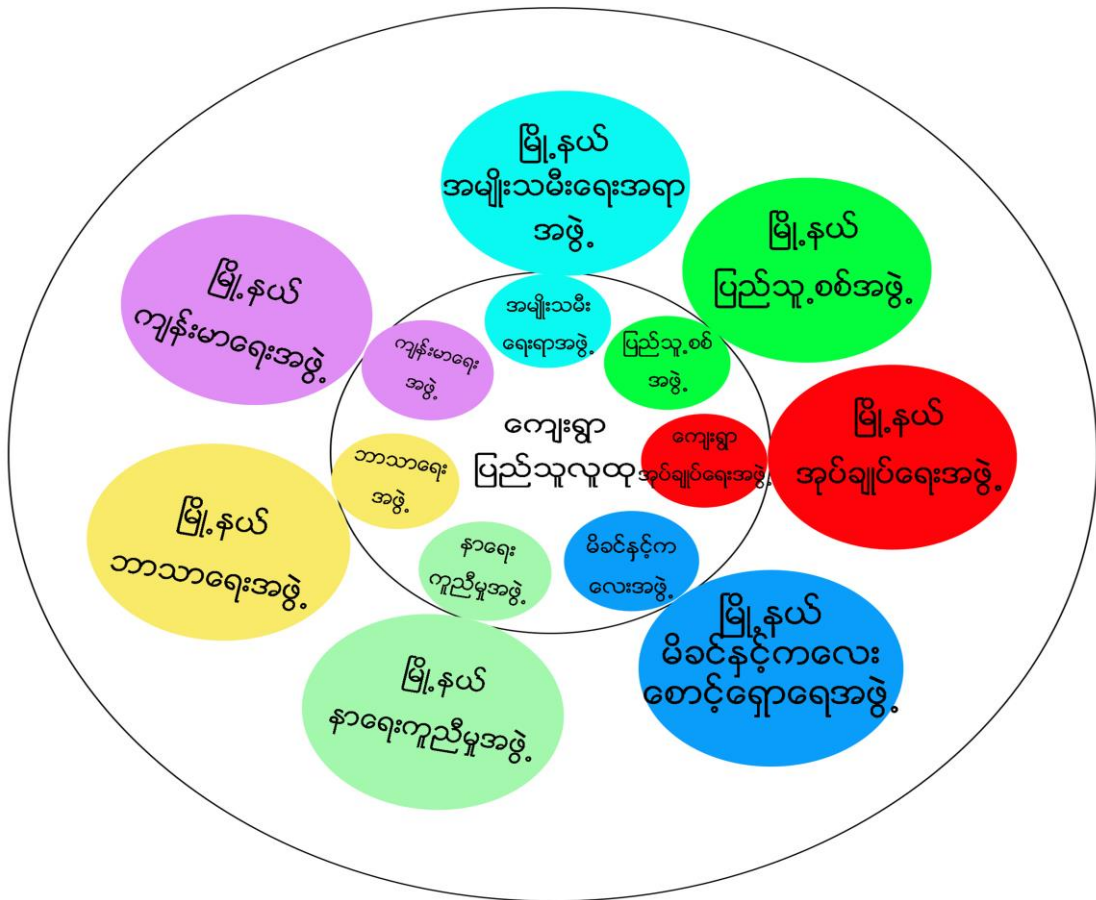 မြို့နယ်
အမျိုးသမီးရေးအရာ
အဖွဲ့
မြို့နယ်
ပြည်သူ့စစ်အဖွဲ့
မြို့နယ်
အုပ်ချုပ်ရေးအဖွဲ့
မြို့နယ်
မိခင်နှင့်ကလေး
စောင့်ရှောရေအဖွဲ့
မြို့နယ်
နာရေးကူညီမှုအဖွဲ့
မြို့နယ်
ဘာသာရေးအဖွဲ့
မြို့နယ်
ကျန်းမာရေးအဖွဲ့
အမျိုးသမီး
ရေးရာအဖွဲ့
ပြည်သူ့စစ်
အဖွဲ့
ကျေးရွာ
အုပ်ချုပ်ရေးအဖွဲ့
မိခင်နှင့်က
လေးအဖွဲ့
နာရေး
ကူညီမှုအဖွဲ့
ဘာသာရေး
အဖွဲ့
ကျန်းမာရေး
အဖွဲ့
ကျေးရွာ
ပြည်သူလူထု